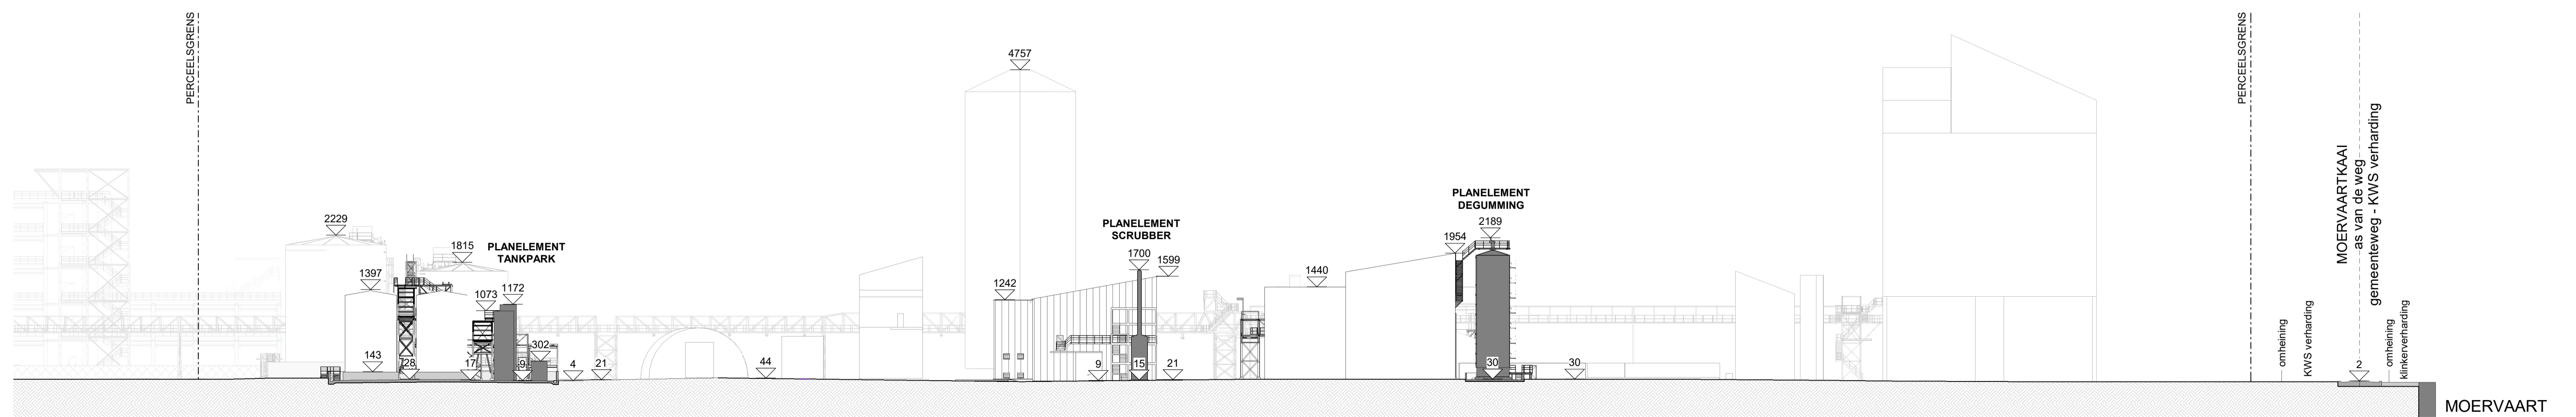 PERCEELSGRENS
2229
1397
143
28
1815
PLANELEMENT
TANKPARK
1073
1172
17
9
302
4
21
44
4757
1242
PLANELEMENT
SCRUBBER
1700
1599
9
15
21
1440
1954
PLANELEMENT
DEGUMMING
2189
30
30
PERCEELSGRENS
omheining
KWS verharding
MOERVAARTKAAI
as van de weg
gemeenteweg - KWS verharding
2
omheining
klinkerverharding
MOERVAART